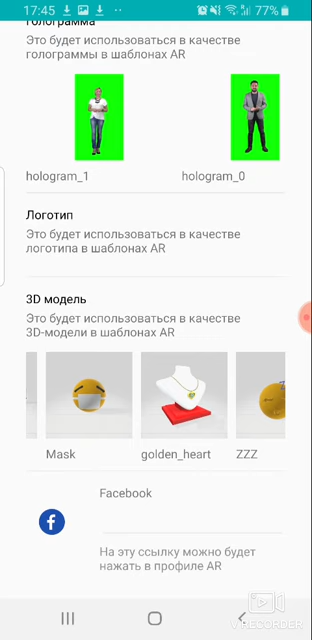 17:45
77%
голограмма
Это будет использоваться в качестве
голограммы в шаблонах AR
hologram_1
hologram_0
Логотип
Это будет использоваться в качестве
логотипа в шаблонах AR
3D модель
Это будет использоваться в качестве
3D-модели в шаблонах AR
Mask
golden_heart
ZZZ
Facebook
На эту ссылку можно будет
нажать в профиле AR
V RECORDER